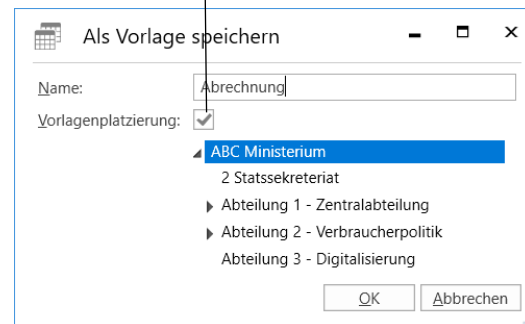 Als Vorlage speichern
Name: Abrechnung
Vorlagenplatzierung:
ABC Ministerium
2 Statssekreteriat
Abteilung 1 - Zentralabteilung
Abteilung 2 - Verbraucherpolitik
Abteilung 3 - Digitalisierung
OK Abbrechen